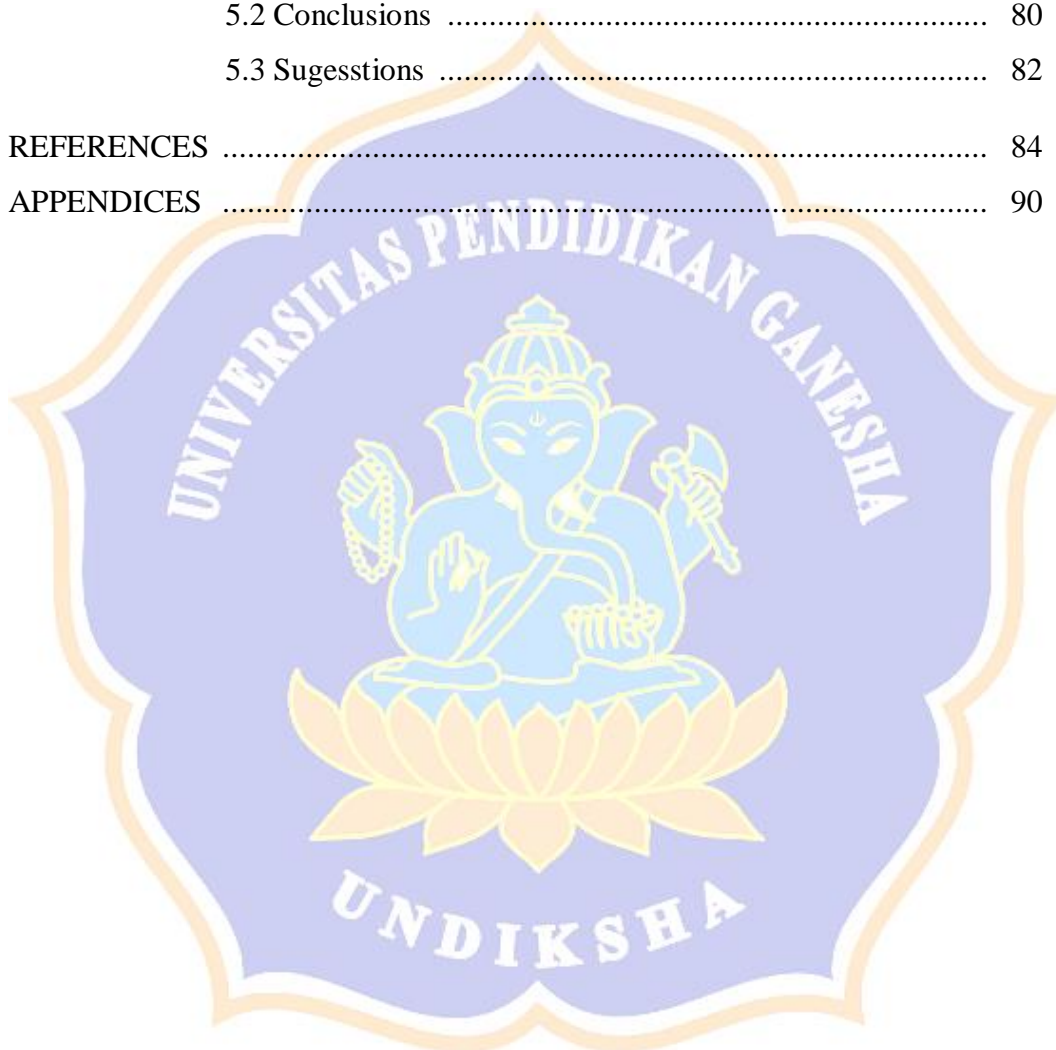 5.2 Conclusions ....................................................... 80
5.3 Sugesstions ........................................................ 82
REFERENCES .............................................................................. 84
APPENDICES .............................................................................. 90
UNIVERSITAS PENDIDIKAN GANESHA
UNDIKSHA